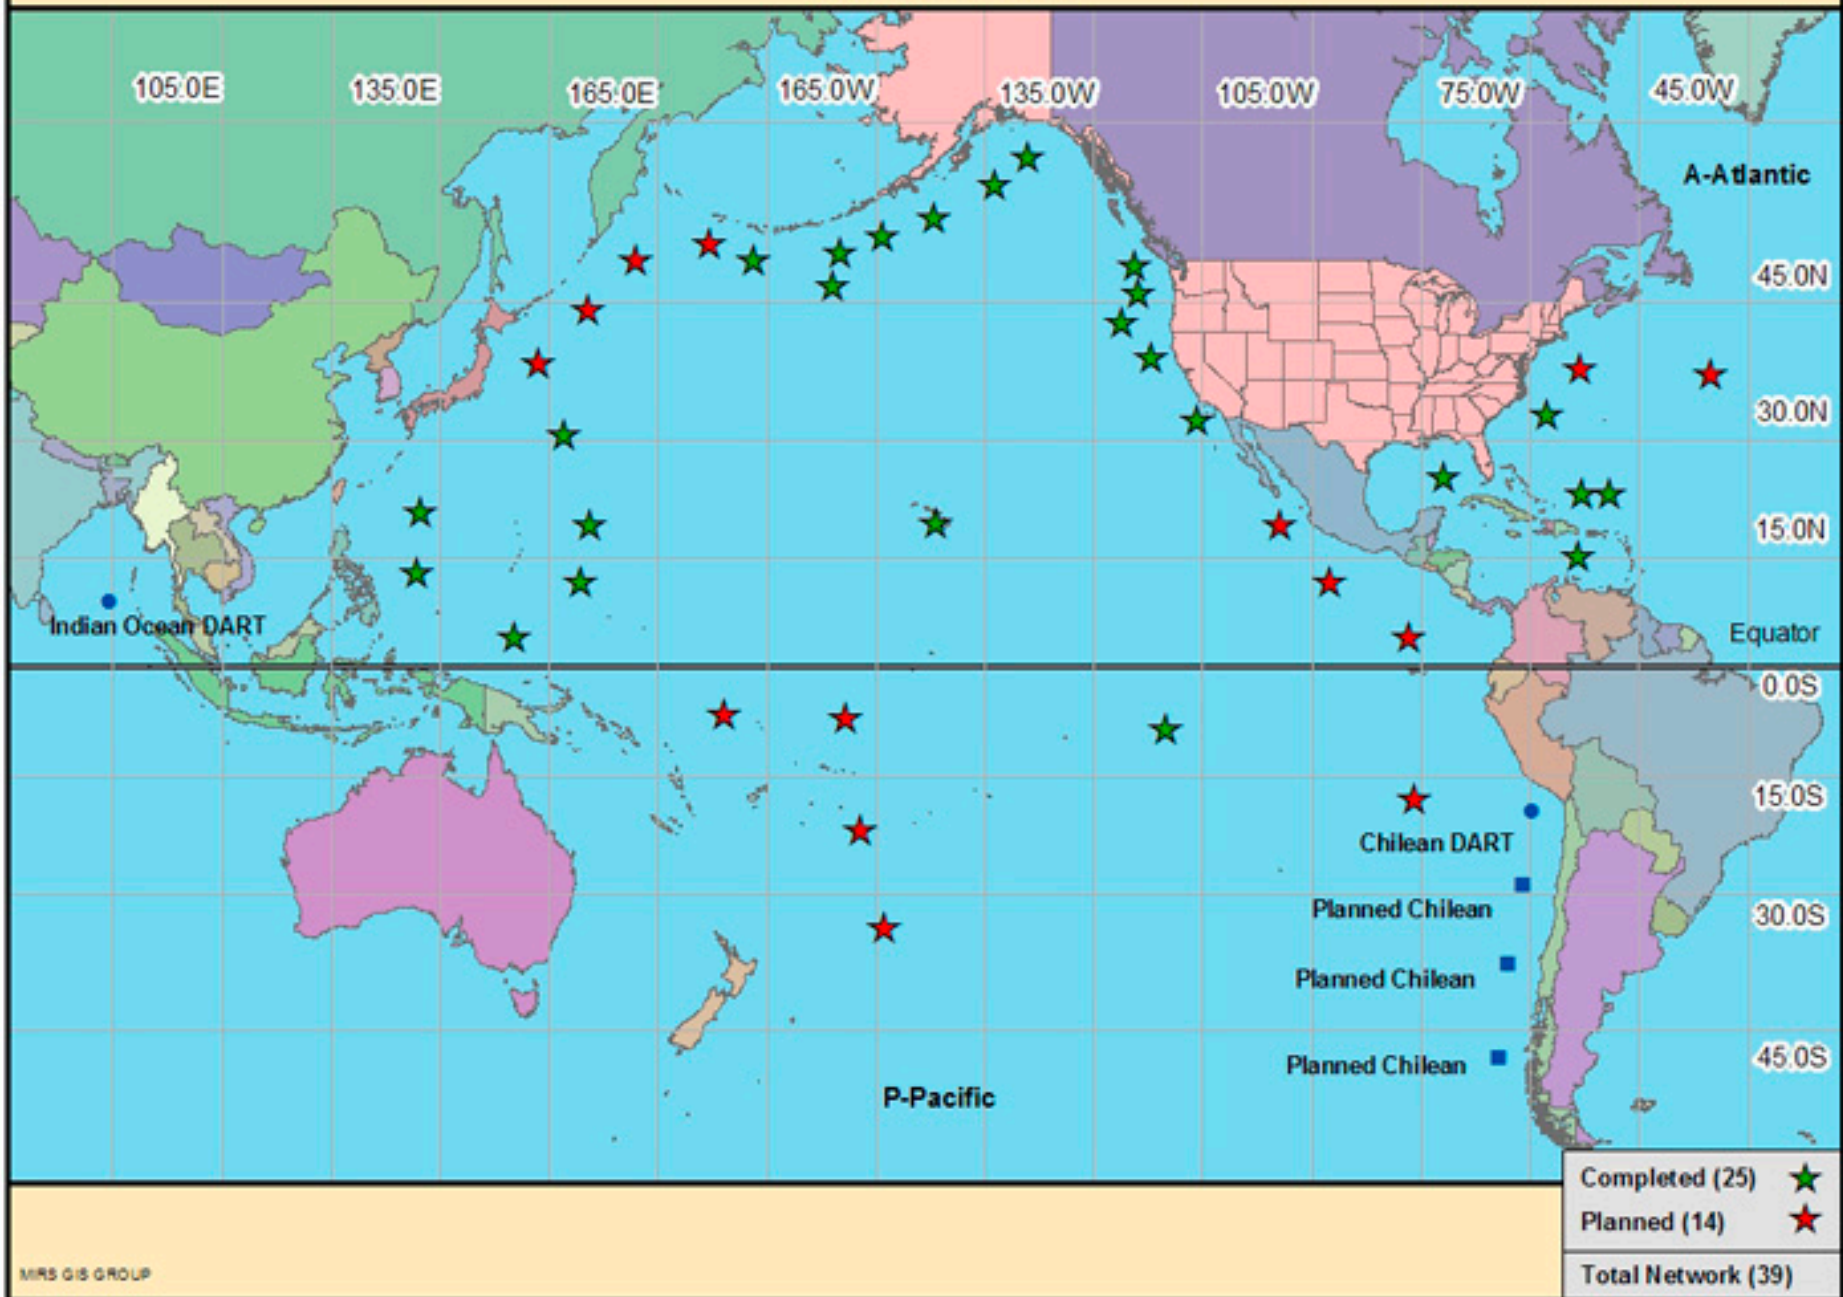 105.0E 135.0E 165.0E 165.0W 135.0W 105.0W 75.0W 45.0W
A-Atlantic
45.0N
30.0N
15.0N
Indian Ocean DART
Equator
0.0S
15.0S
Chilean DART
Planned Chilean
30.0S
Planned Chilean
45.0S
Planned Chilean
P-Pacific
Completed (25)
Planned (14)
MRS GIS GROUP
Total Network (39)